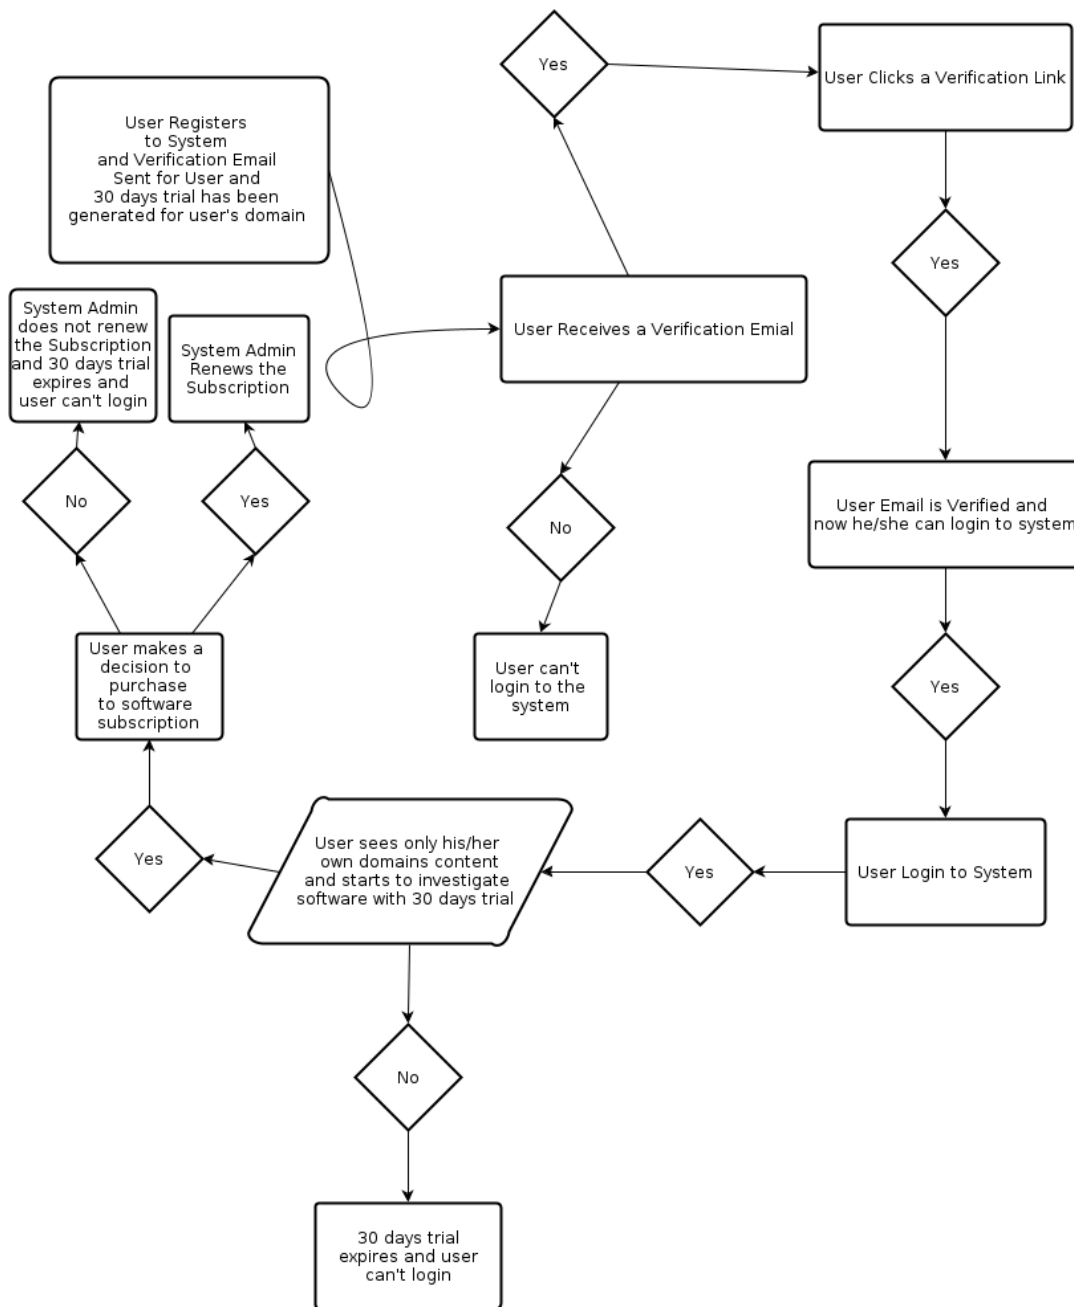 Yes
User Clicks a Verification Link
User Registers
to System
and Verification Email
Sent for User and
30 days trial has been
generated for user's domain
Yes
User Receives a Verification Emial
System Admin
does not renew
the Subscription
and 30 days trial
expires and
user can't login
System Admin
Renews the
Subscription
No
Yes
No
User Email is Verified and
now he/she can login to system
User makes a
decision to
purchase
to software
subscription
User can't
login to the
system
Yes
Yes
User sees only his/her
own domains content
and starts to investigate
software with 30 days trial
Yes
User Login to System
No
30 days trial
expires and user
can't login